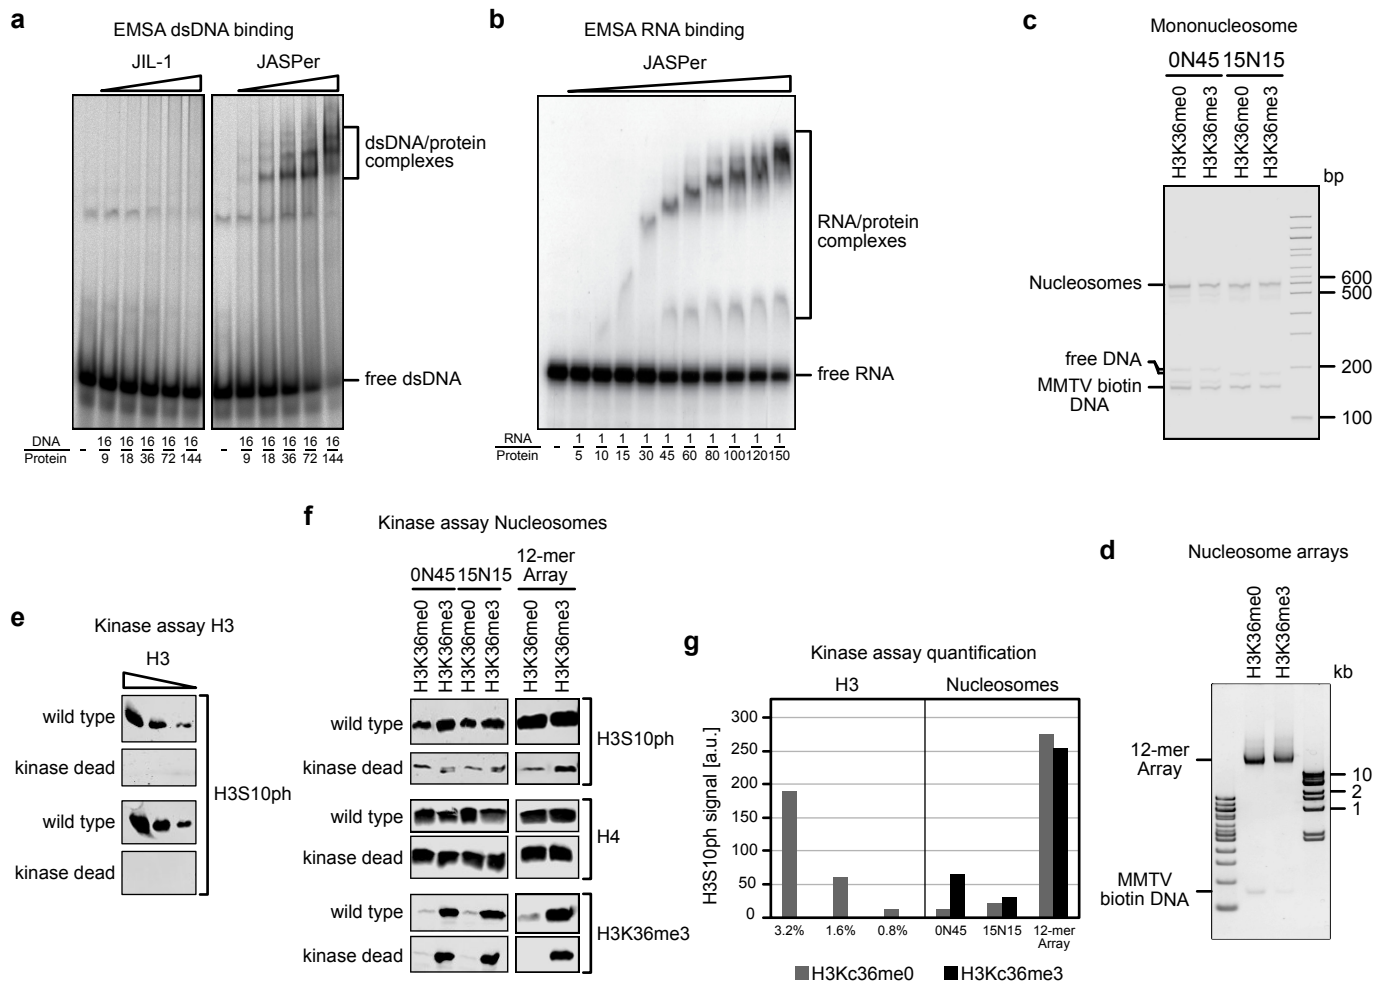 a
EMSA dsDNA binding
JIL-1
JASPer
dsDNA/protein
complexes
free dsDNA
DNA 16 16 16 16 16 16 16 16 16 16
Protein - 9 18 36 72 144 - 9 18 36 72 144
b
EMSA RNA binding
JASPer
RNA/protein
complexes
free RNA
RNA 1 1 1 1 1 1 1 1 1 1
Protein - 5 10 15 30 45 60 80 100 120 150
c
Mononucleosome
0N45 15N15
H3K36me0
H3K36me3
H3K36me0
H3K36me3
bp
Nucleosomes
600
500
free DNA
200
MMTV biotin
DNA
100
f
Kinase assay Nucleosomes
0N45 15N15
12-mer
Array
H3K36me0
H3K36me3
H3K36me0
H3K36me3
H3K36me0
H3K36me3
wild type
kinase dead
H3S10ph
wild type
kinase dead
H4
wild type
kinase dead
H3K36me3
e
Kinase assay H3
H3
wild type
kinase dead
wild type
kinase dead
H3S10ph
g
Kinase assay quantification
H3
Nucleosomes
H3S10ph signal [a.u.]
300
250
200
150
100
50
0
3.2%
1.6%
0.8%
0N45
15N15
12-mer
Array
H3Kc36me0
H3Kc36me3
d
Nucleosome arrays
H3K36me0
H3K36me3
kb
12-mer
Array
10
2
1
MMTV
biotin DNA